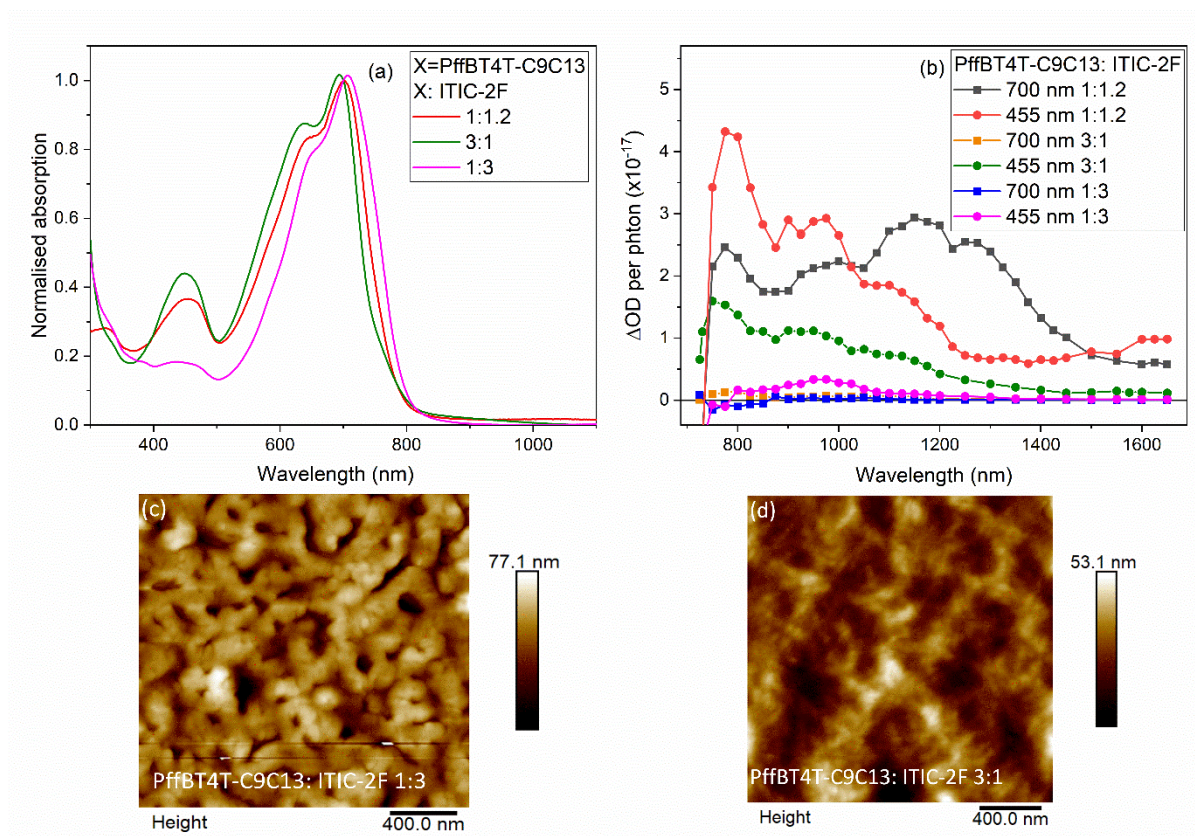 (a)
X=PffBT4T-C9C13
X: ITIC-2F
1:1.2
3:1
1:3
1.0
0.8
0.6
0.4
0.2
0.0
Normalised absorption
400 600 800 1000
Wavelength (nm)
(b)
PffBT4T-C9C13: ITIC-2F
700 nm 1:1.2
455 nm 1:1.2
700 nm 3:1
455 nm 3:1
700 nm 1:3
455 nm 1:3
5
4
3
2
1
0
ΔOD per phton (x10⁻¹⁷)
800 1000 1200 1400 1600
Wavelength (nm)
(c)
77.1 nm
PffBT4T-C9C13: ITIC-2F 1:3
Height
400.0 nm
(d)
53.1 nm
PffBT4T-C9C13: ITIC-2F 3:1
Height
400.0 nm